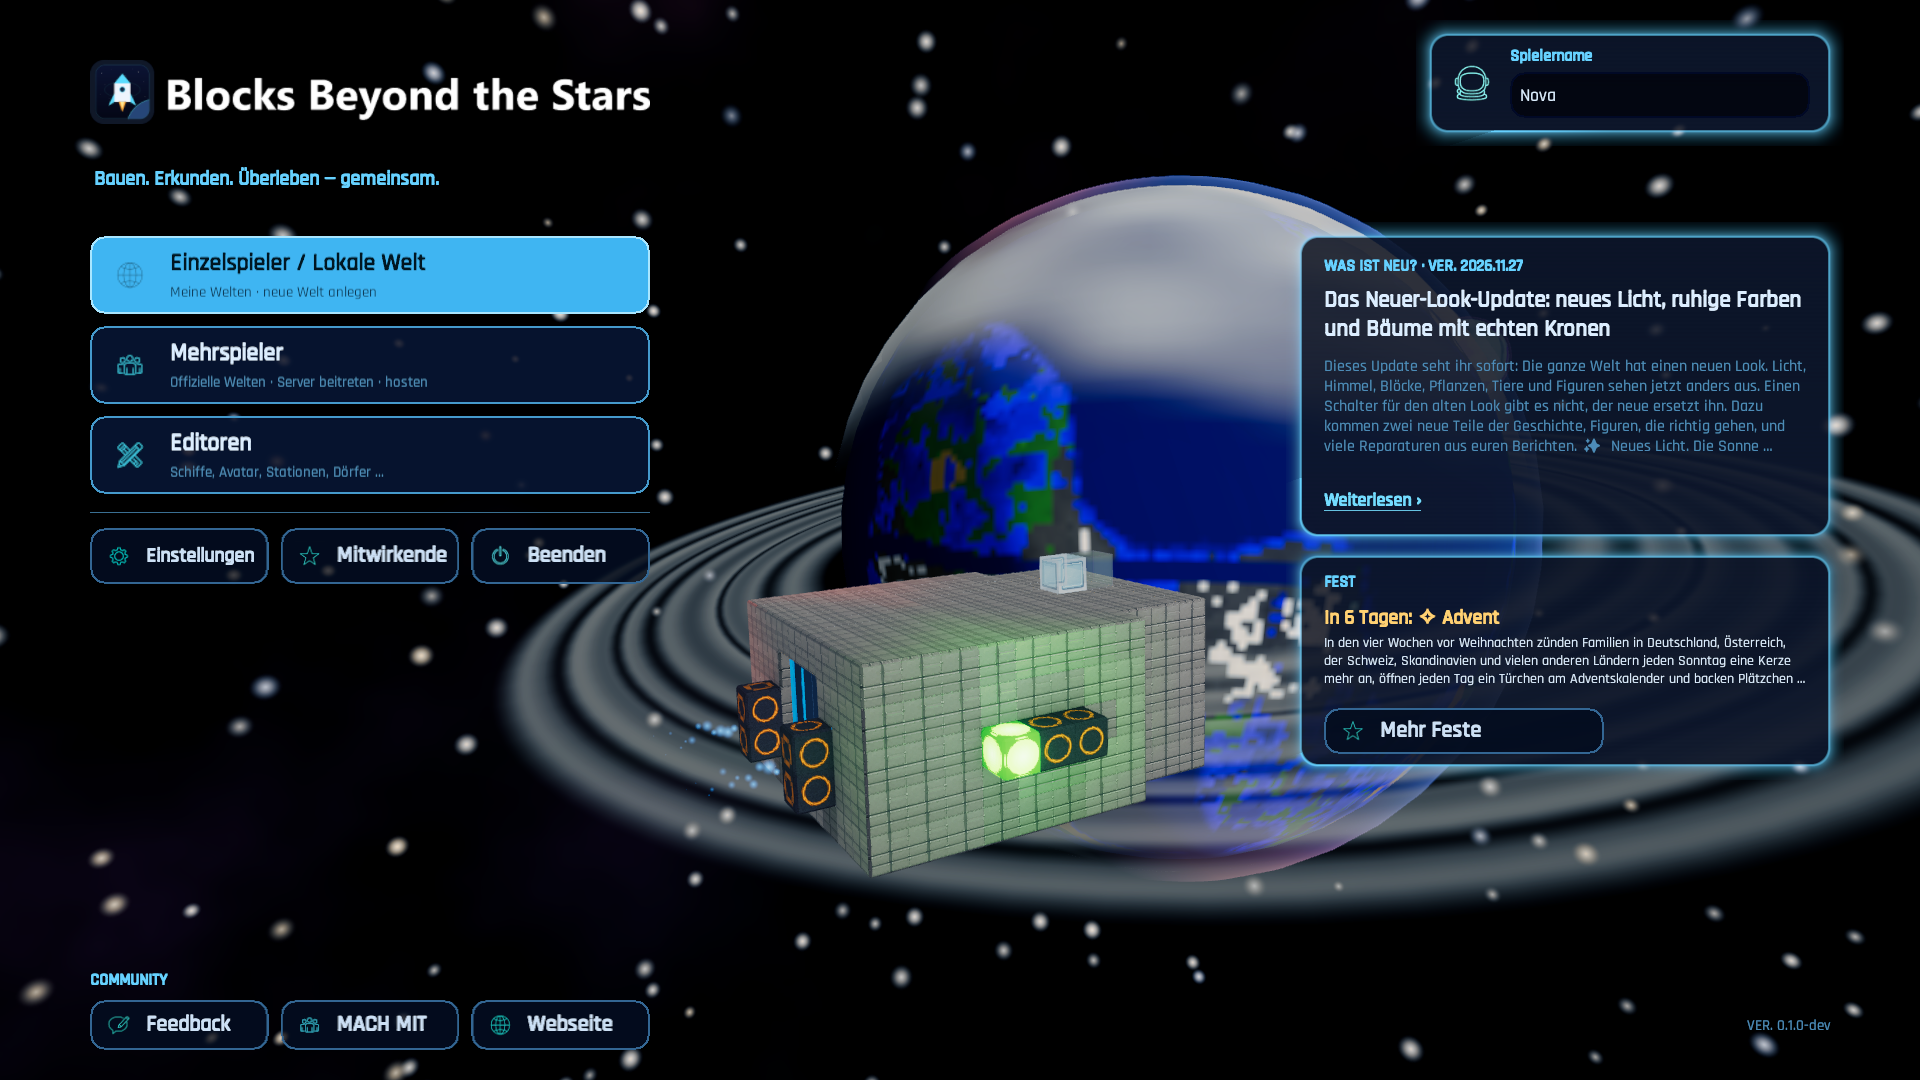 Blocks Beyond the Stars
Bauen. Erkunden. Überleben – gemeinsam.
Einzelspieler / Lokale Welt
Meine Welten · neue Welt anlegen
Mehrspieler
Offizielle Welten · Server beitreten · hosten
Editoren
Schiffe, Avatar, Stationen, Dörfer ...
Einstellungen
Mitwirkende
Beenden
COMMUNITY
Feedback
MACH MIT
Webseite
Spielername
Nova
WAS IST NEU? · VER. 2026.11.27
Das Neuer-Look-Update: neues Licht, ruhige Farben
und Bäume mit echten Kronen
Dieses Update seht ihr sofort: Die ganze Welt hat einen neuen Look. Licht,
Himmel, Blöcke, Pflanzen, Tiere und Figuren sehen jetzt anders aus. Einen
Schalter für den alten Look gibt es nicht, der neue ersetzt ihn. Dazu
kommen zwei neue Teile der Geschichte, Figuren, die richtig gehen, und
viele Reparaturen aus euren Berichten. ✨ Neues Licht. Die Sonne ...
Weiterlesen ›
FEST
In 6 Tagen: ✧ Advent
In den vier Wochen vor Weihnachten zünden Familien in Deutschland, Österreich,
der Schweiz, Skandinavien und vielen anderen Ländern jeden Sonntag eine Kerze
mehr an, öffnen jeden Tag ein Türchen am Adventskalender und backen Plätzchen ...
Mehr Feste
VER. 0.1.0-dev